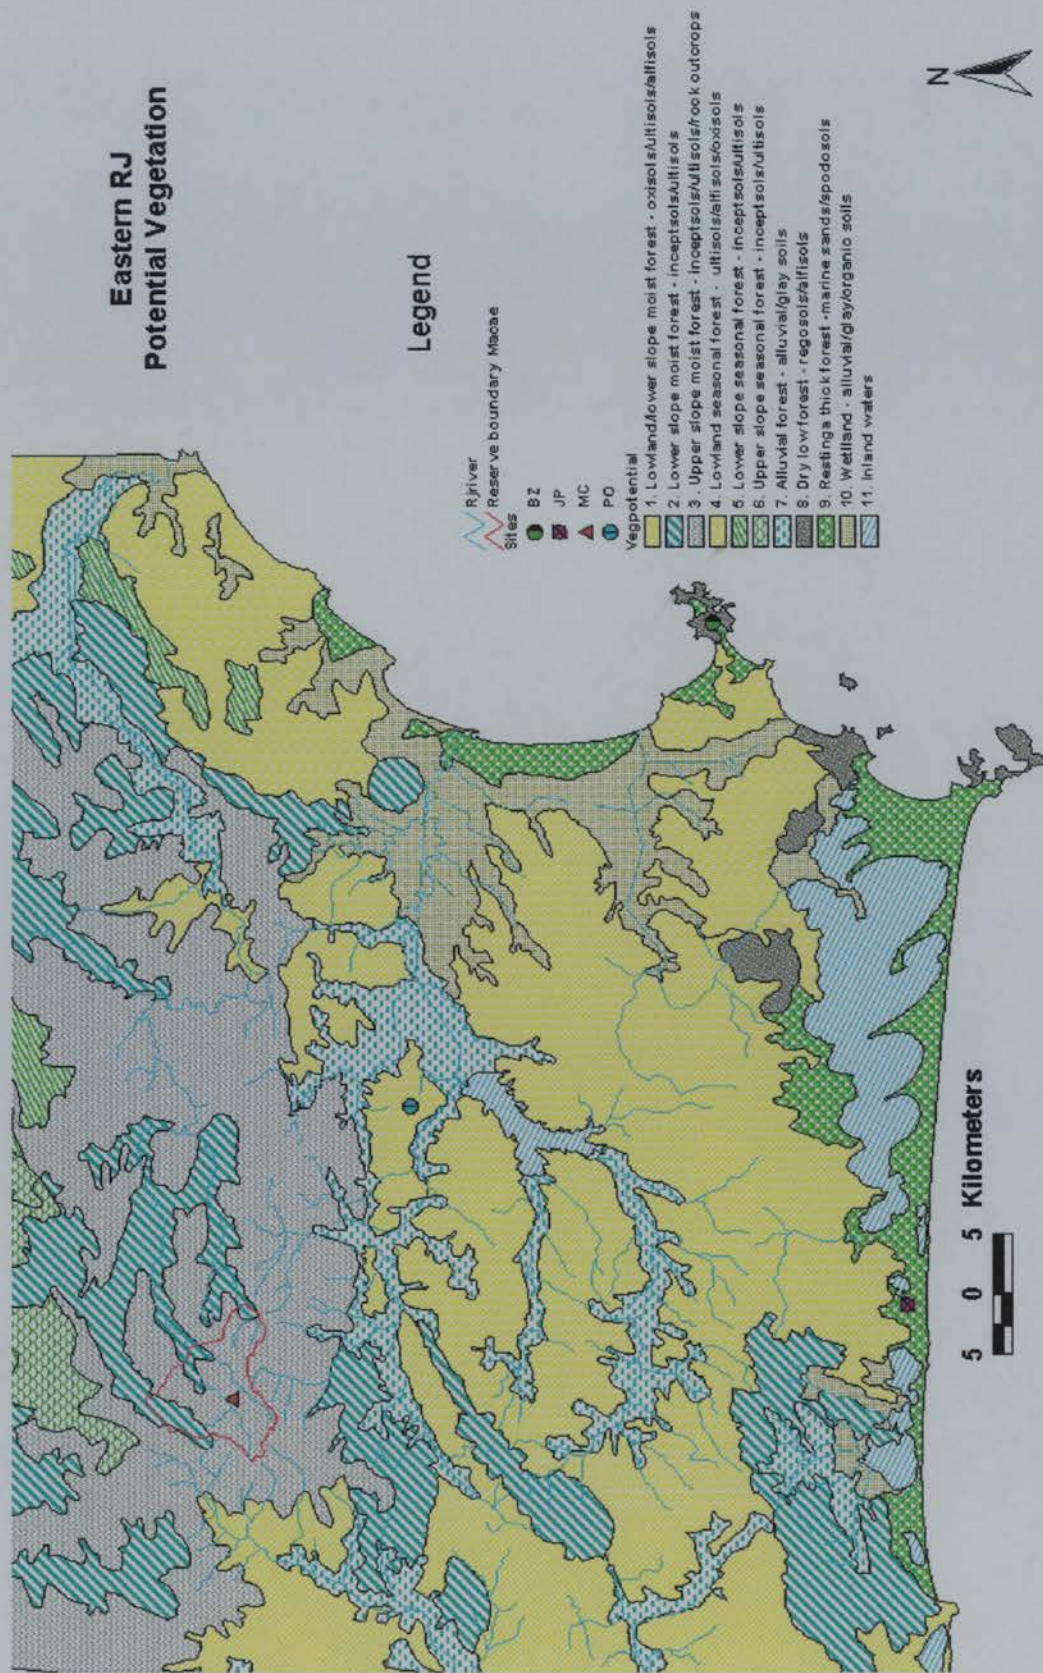 Eastern RJ
Potential Vegetation
Legend
Rjriver
Reserve boundary Macae
Sites
BZ
JP
MC
PO
Vegpotential
1. Lowland/lower slope moist forest - oxisols/ultisols/alfisols
2. Lower slope moist forest - inceptsols/ultisols
3. Upper slope moist forest - inceptsols/ultisols/rock outcrops
4. Lowland seasonal forest - ultisols/alfisols/oxisols
5. Lower slope seasonal forest - inceptsols/ultisols
6. Upper slope seasonal forest - inceptsols/ultisols
7. Alluvial forest - alluvial/glay soils
8. Dry low forest - regosols/alfisols
9. Restinga thick forest -marine sands/spodosols
10. Wetlland - alluvial/glay/organic soils
11. Inland waters
N
5 0 5 Kilometers